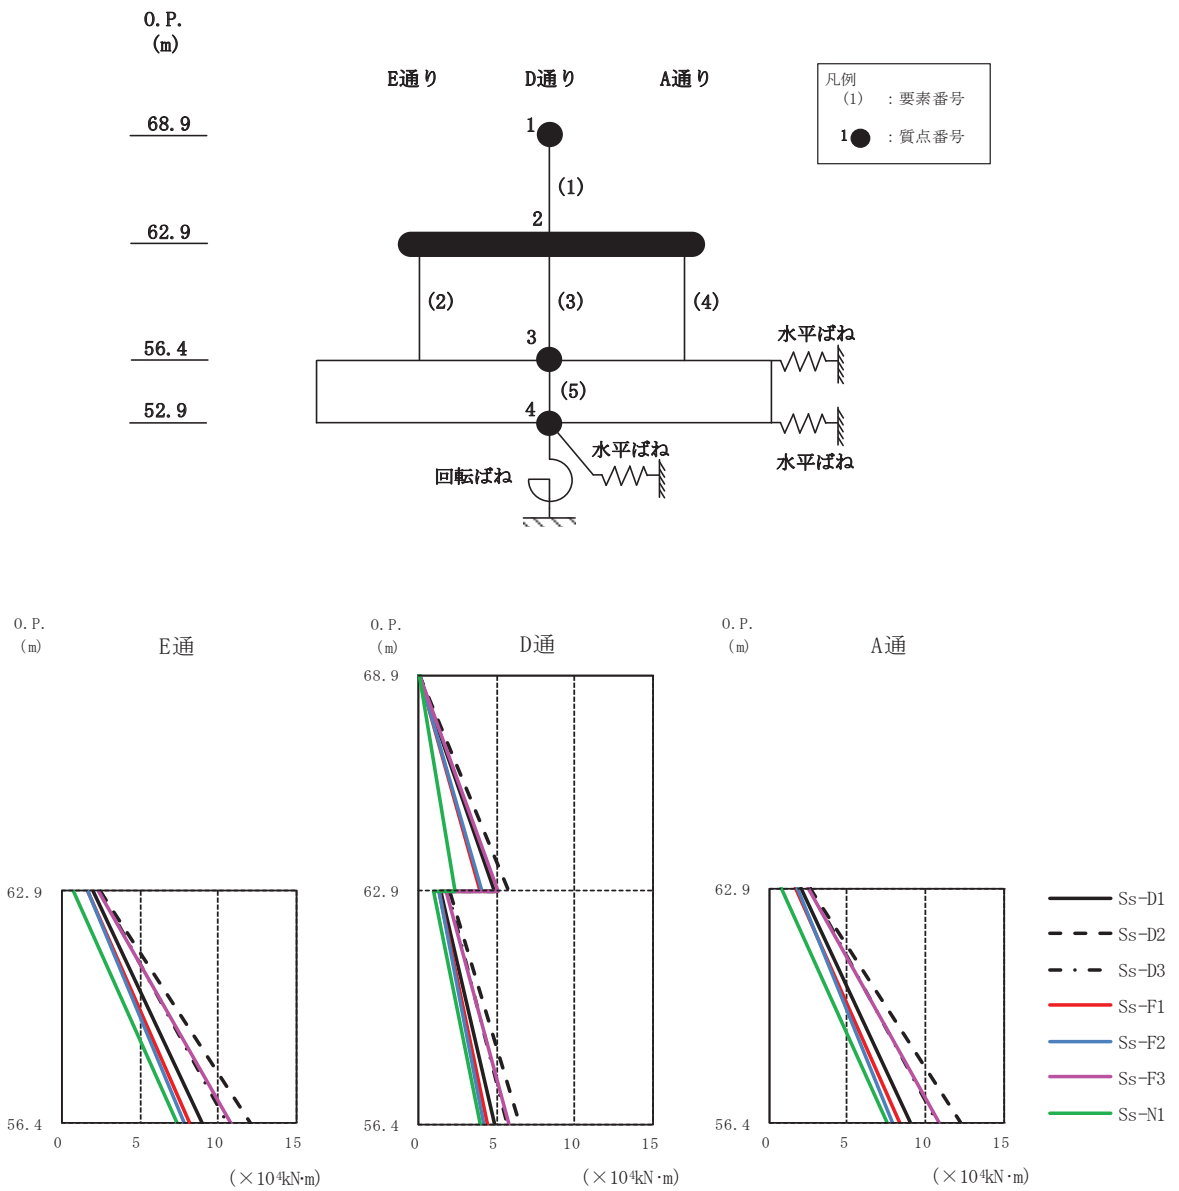 O.P.
(m)
E通り D通り A通り
凡例
(1) :要素番号
1 :質点番号
68.9
1
(1)
62.9
2
(2) (3) (4)
56.4
3
水平ばね
(5)
52.9
4
水平ばね
水平ばね
回転ばね
O.P.
(m)
E通
62.9
56.4
0 5 10 15
(×10⁴kN·m)
O.P.
(m)
D通
68.9
62.9
56.4
0 5 10 15
(×10⁴kN·m)
O.P.
(m)
A通
62.9
56.4
0 5 10 15
(×10⁴kN·m)
Ss-D1
Ss-D2
Ss-D3
Ss-F1
Ss-F2
Ss-F3
Ss-N1